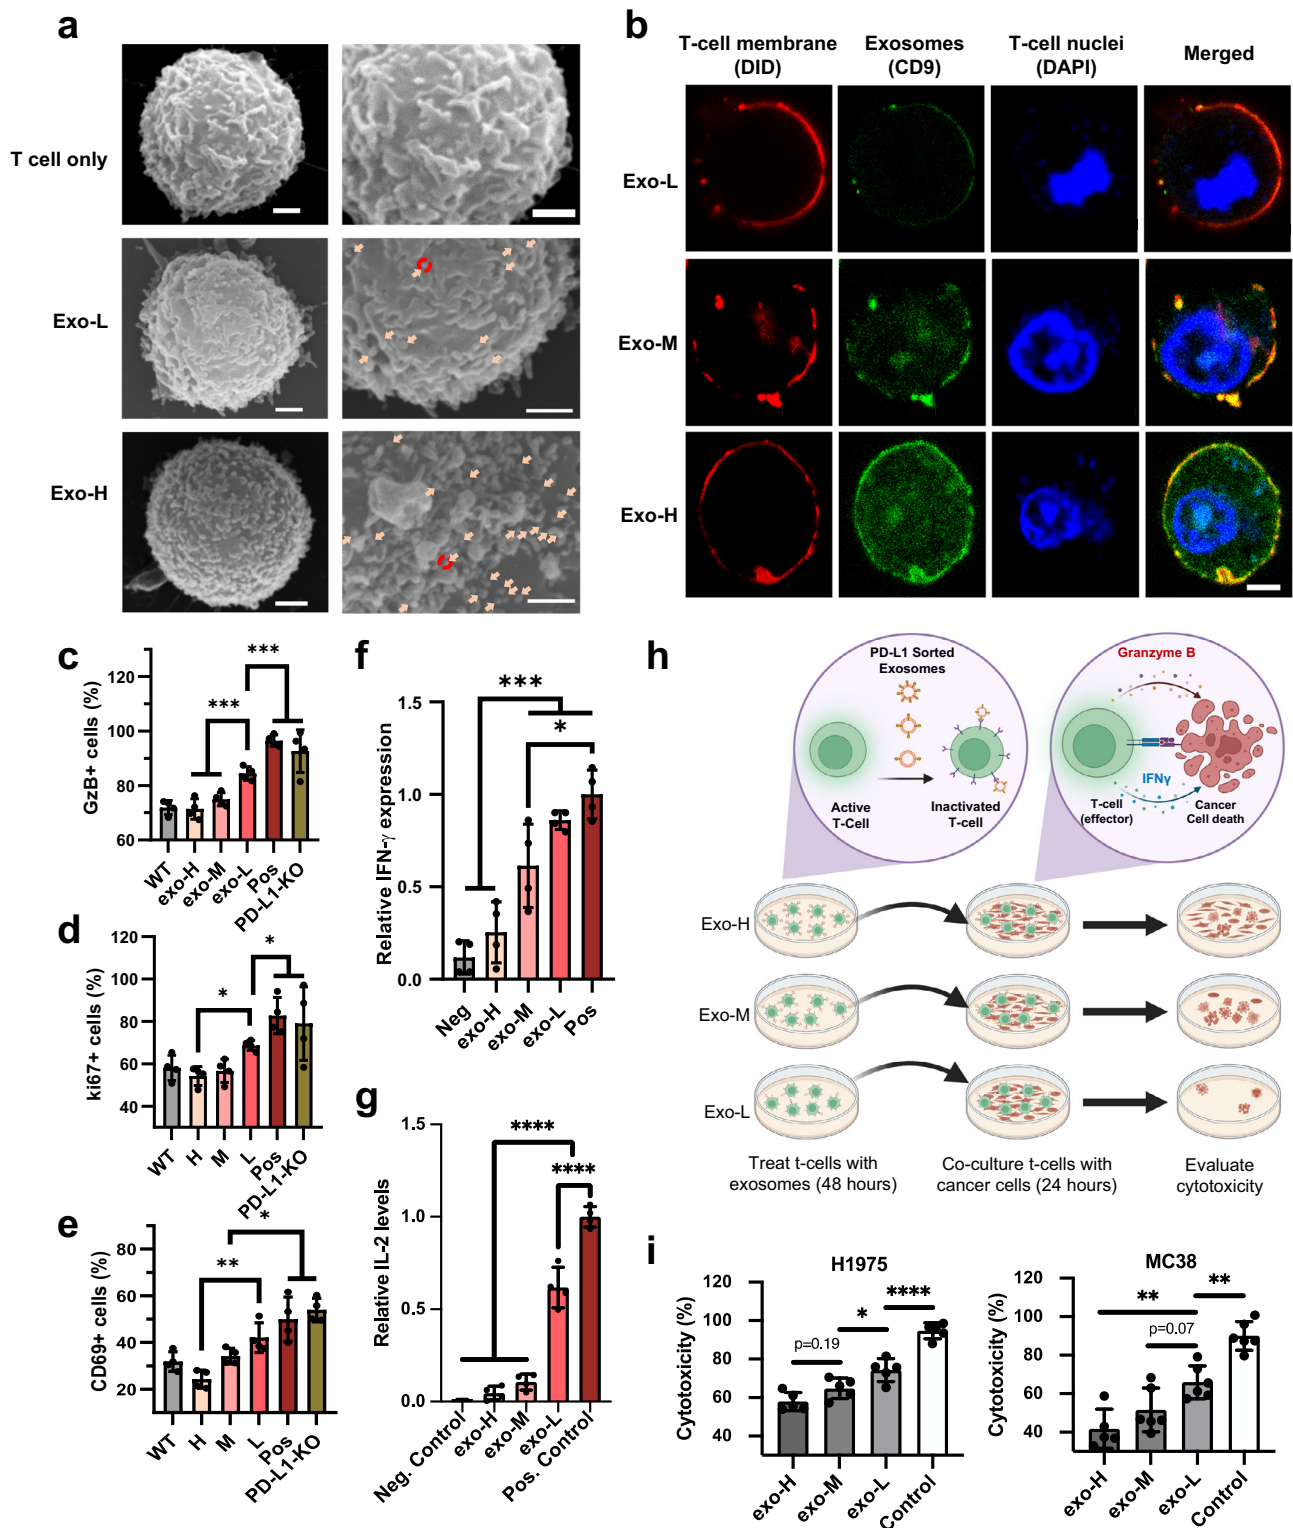 a
T cell only
Exo-L
Exo-H
b
T-cell membrane
(DID)
Exosomes
(CD9)
T-cell nuclei
(DAPI)
Merged
Exo-L
Exo-M
Exo-H
c
GzB+ cells (%)
120
100
80
60
***
***
WT
exo-H
exo-M
exo-L
Pos
PD-L1-KO
d
ki67+ cells (%)
120
100
80
60
40
*
*
WT
H
M
L
Pos
PD-L1-KO
e
CD69+ cells (%)
80
60
40
20
**
*
WT
H
M
L
Pos
PD-L1-KO
f
Relative IFN-γ expression
1.5
1.0
0.5
0.0
***
*
Neg
exo-H
exo-M
exo-L
Pos
g
Relative IL-2 levels
1.5
1.0
0.5
0.0
****
****
Neg. Control
exo-H
exo-M
exo-L
Pos. Control
h
PD-L1 Sorted
Exosomes
Active
T-Cell
Inactivated
T-cell
Granzyme B
IFNγ
T-cell
(effector)
Cancer
Cell death
Exo-H
Exo-M
Exo-L
Treat t-cells with
exosomes (48 hours)
Co-culture t-cells with
cancer cells (24 hours)
Evaluate
cytotoxicity
i
H1975
Cytotoxicity (%)
120
100
80
60
40
p=0.19
*
****
exo-H
exo-M
exo-L
Control
MC38
Cytotoxicity (%)
120
100
80
60
40
**
p=0.07
**
exo-H
exo-M
exo-L
Control